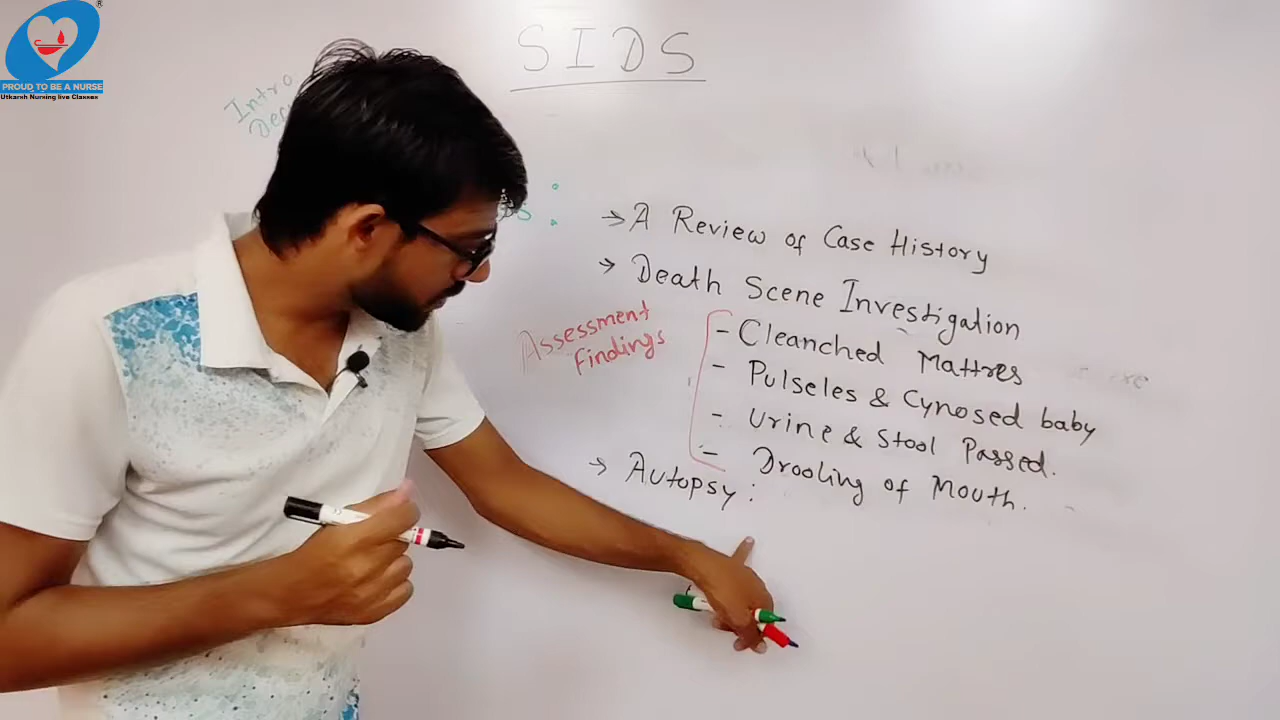 PROUD TO BE A NURSE
Utkarsh Nursing live Classes
SIDS
Intro
→ A Review of Case History
→ Death Scene Investigation
Assessment
Findings
- Cleanched Mattres
- Pulseles & Cynosed baby
- Urine & Stool Passed.
- Drooling of Mouth.
→ Autopsy :